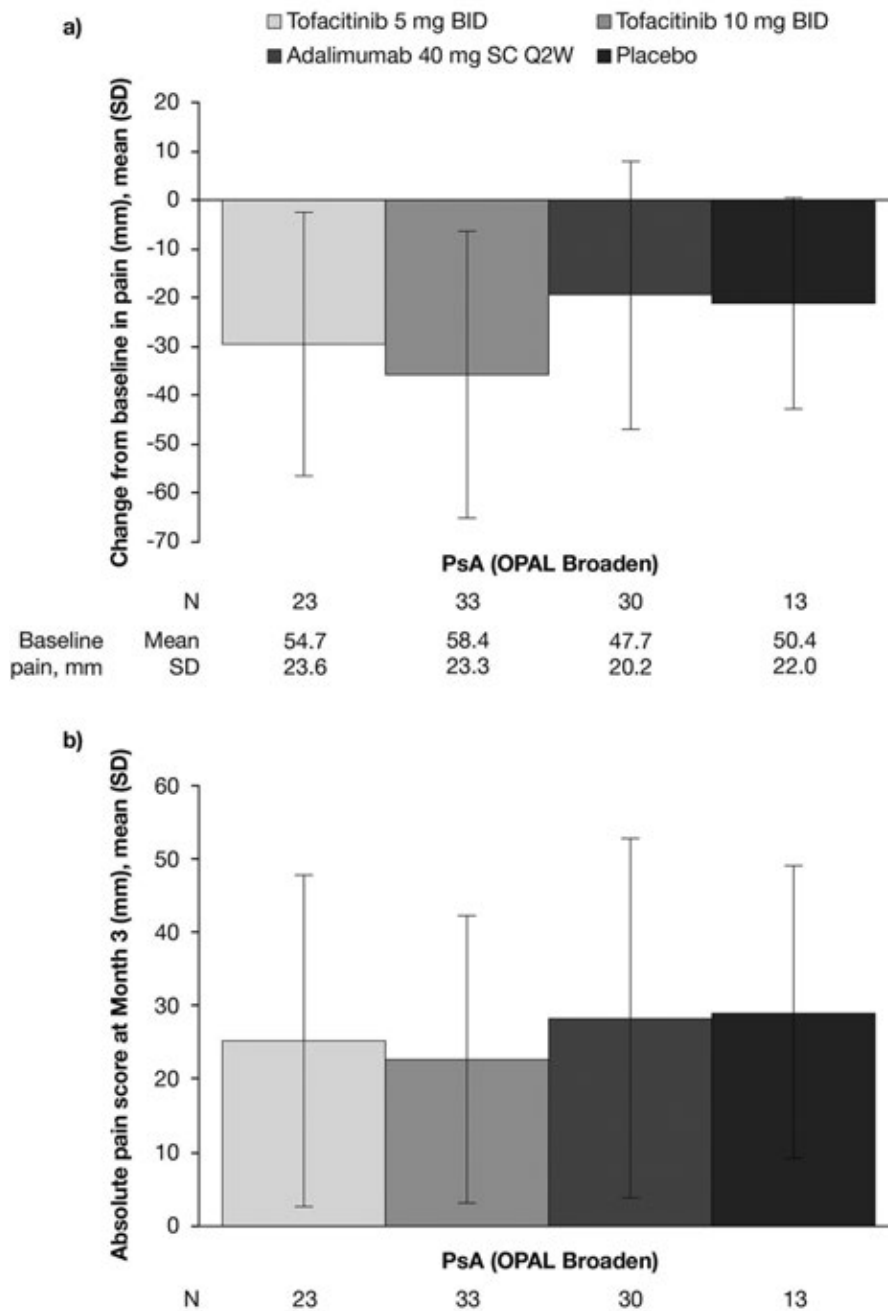 a)
Tofacitinib 5 mg BID Tofacitinib 10 mg BID
Adalimumab 40 mg SC Q2W Placebo
Change from baseline in pain (mm), mean (SD)
20
10
0
-10
-20
-30
-40
-50
-60
-70
PsA (OPAL Broaden)
N 23 33 30 13
Baseline Mean 54.7 58.4 47.7 50.4
pain, mm SD 23.6 23.3 20.2 22.0
b)
Absolute pain score at Month 3 (mm), mean (SD)
60
50
40
30
20
10
0
PsA (OPAL Broaden)
N 23 33 30 13